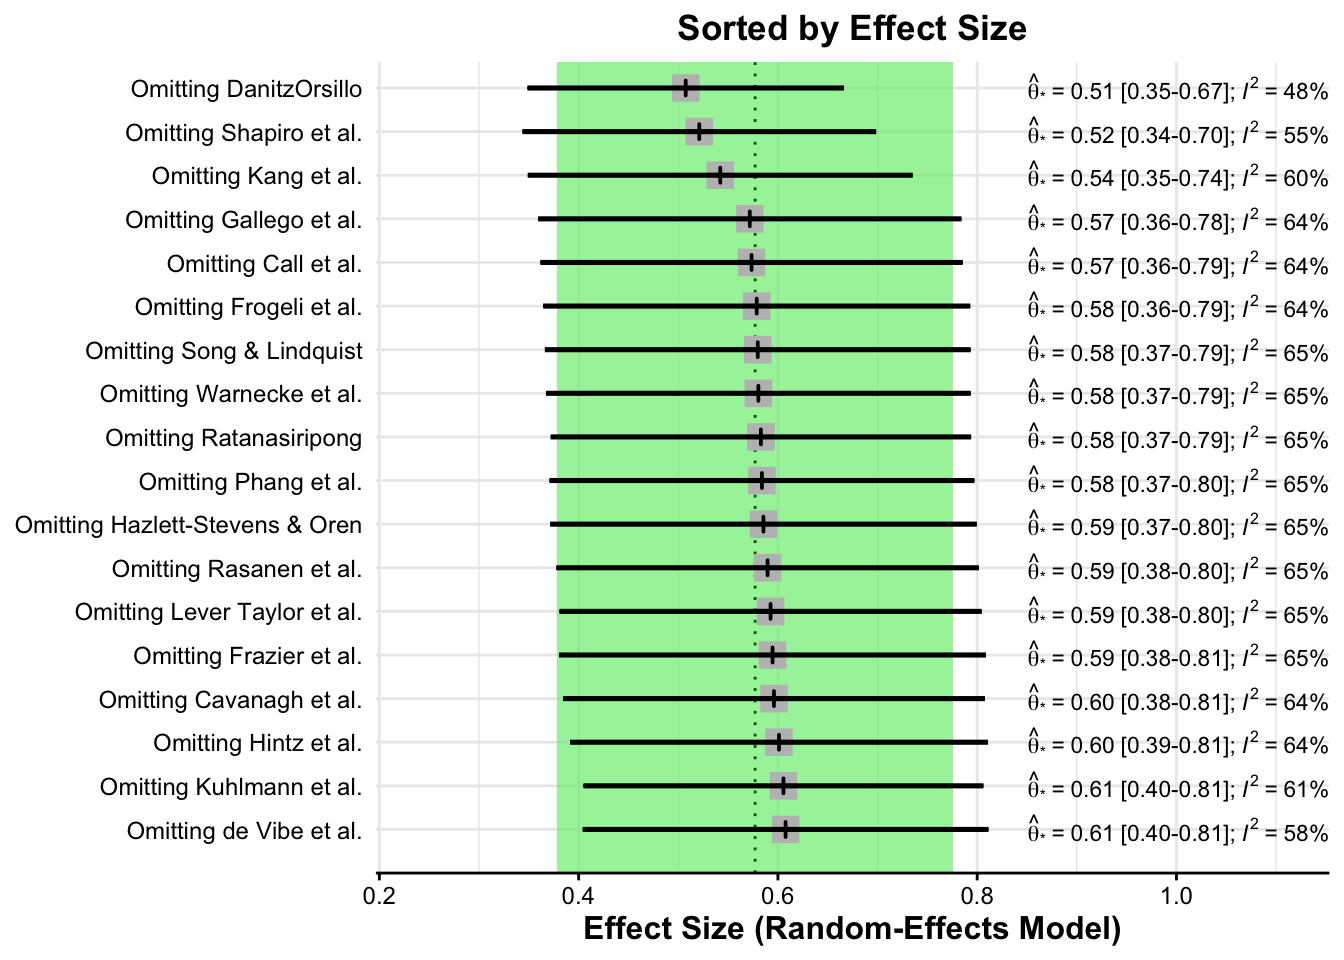 Sorted by Effect Size
Omitting DanitzOrsillo θ̂* = 0.51 [0.35-0.67]; I² = 48%
Omitting Shapiro et al. θ̂* = 0.52 [0.34-0.70]; I² = 55%
Omitting Kang et al. θ̂* = 0.54 [0.35-0.74]; I² = 60%
Omitting Gallego et al. θ̂* = 0.57 [0.36-0.78]; I² = 64%
Omitting Call et al. θ̂* = 0.57 [0.36-0.79]; I² = 64%
Omitting Frogeli et al. θ̂* = 0.58 [0.36-0.79]; I² = 64%
Omitting Song & Lindquist θ̂* = 0.58 [0.37-0.79]; I² = 65%
Omitting Warnecke et al. θ̂* = 0.58 [0.37-0.79]; I² = 65%
Omitting Ratanasiripong θ̂* = 0.58 [0.37-0.79]; I² = 65%
Omitting Phang et al. θ̂* = 0.58 [0.37-0.80]; I² = 65%
Omitting Hazlett-Stevens & Oren θ̂* = 0.59 [0.37-0.80]; I² = 65%
Omitting Rasanen et al. θ̂* = 0.59 [0.38-0.80]; I² = 65%
Omitting Lever Taylor et al. θ̂* = 0.59 [0.38-0.80]; I² = 65%
Omitting Frazier et al. θ̂* = 0.59 [0.38-0.81]; I² = 65%
Omitting Cavanagh et al. θ̂* = 0.60 [0.38-0.81]; I² = 64%
Omitting Hintz et al. θ̂* = 0.60 [0.39-0.81]; I² = 64%
Omitting Kuhlmann et al. θ̂* = 0.61 [0.40-0.81]; I² = 61%
Omitting de Vibe et al. θ̂* = 0.61 [0.40-0.81]; I² = 58%
0.2 0.4 0.6 0.8 1.0
Effect Size (Random-Effects Model)